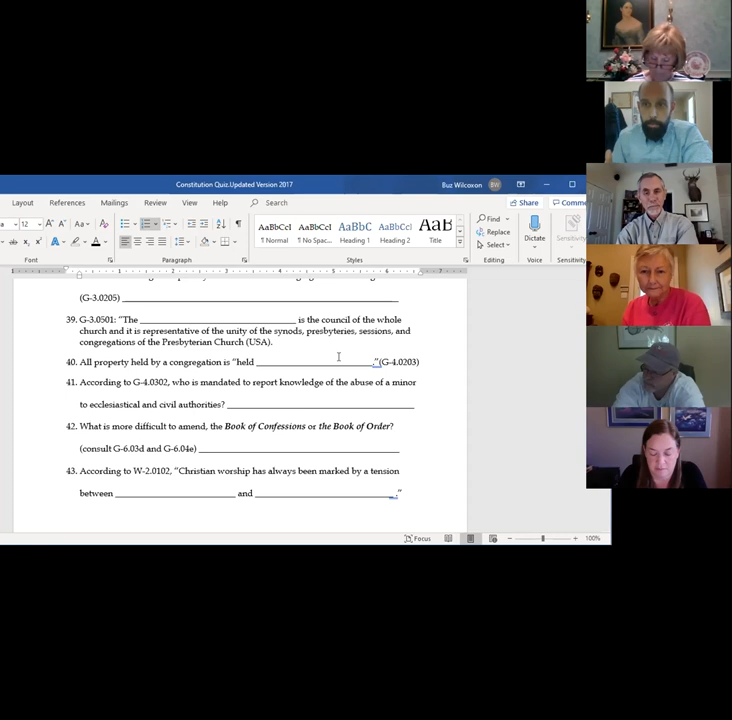 Constitution Quiz.Updated Version 2017
Buz Wilcoxon
BW
Layout References Mailings Review View Help Search
Share
Comme
12
Aa
AaBbCcI AaBbCcI AaBbC AaBbCcI AaB
¶ Normal ¶ No Spac... Heading 1 Heading 2 Title
Find
Replace
Select
Dictate
Sensitivity
Font Paragraph Styles Editing Voice Sensitivity
(G-3.0205)
39. G-3.0501: "The is the council of the whole
church and it is representative of the unity of the synods, presbyteries, sessions, and
congregations of the Presbyterian Church (USA).
40. All property held by a congregation is "held ."(G-4.0203)
41. According to G-4.0302, who is mandated to report knowledge of the abuse of a minor
to ecclesiastical and civil authorities?
42. What is more difficult to amend, the Book of Confessions or the Book of Order?
(consult G-6.03d and G-6.04e)
43. According to W-2.0102, "Christian worship has always been marked by a tension
between and ."
Focus
100%